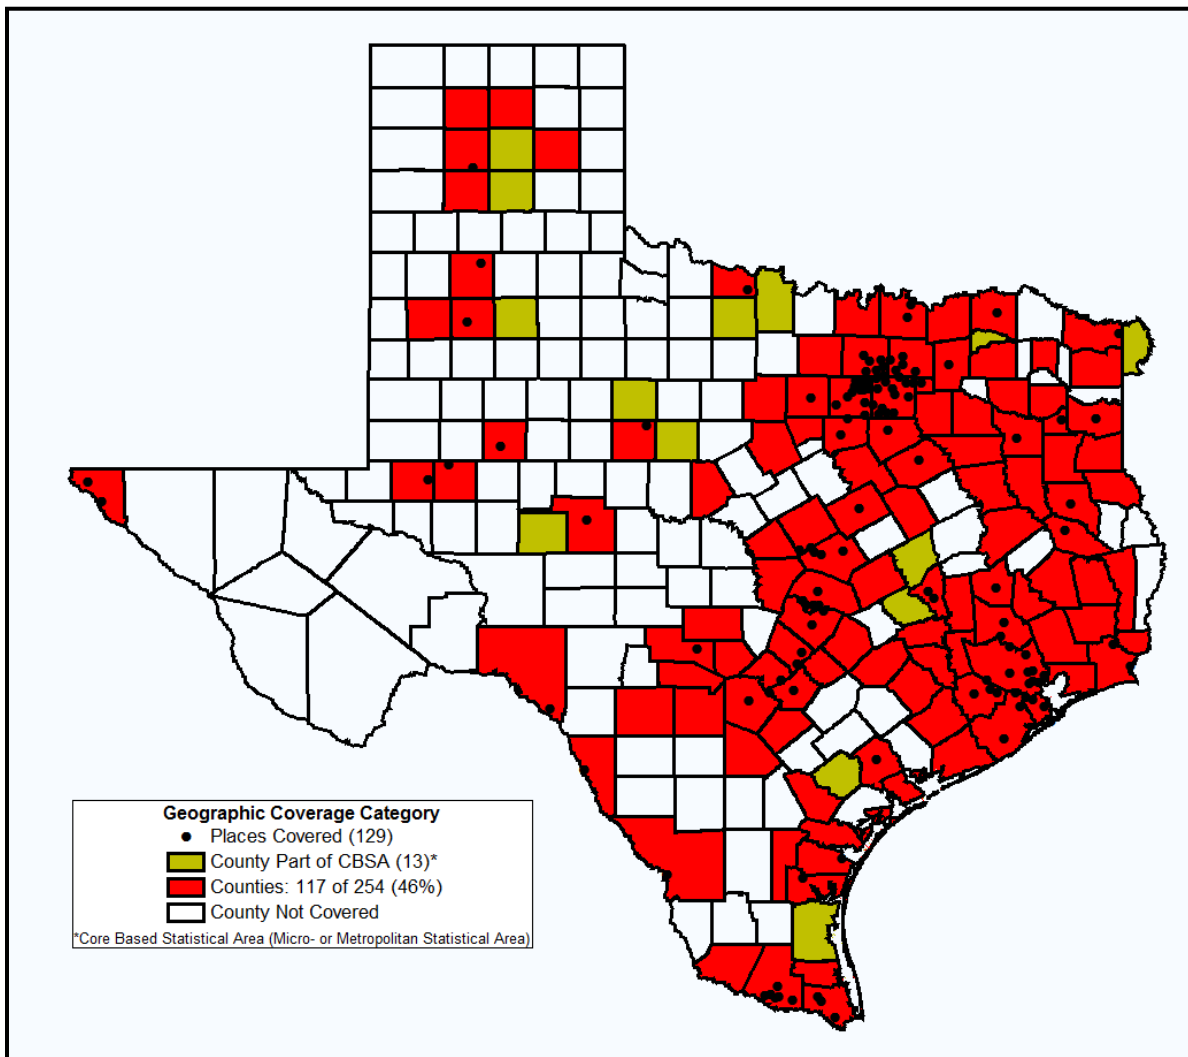 Geographic Coverage Category
Places Covered (129)
County Part of CBSA (13)*
Counties: 117 of 254 (46%)
County Not Covered
*Core Based Statistical Area (Micro- or Metropolitan Statistical Area)